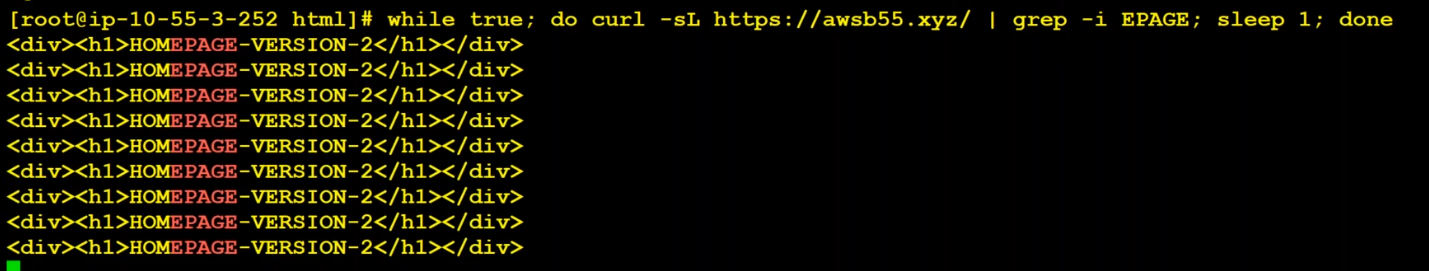 [root@ip-10-55-3-252 html]# while true; do curl -sL https://awsb55.xyz/ | grep -i EPAGE; sleep 1; done
<div><h1>HOMEPAGE-VERSION-2</h1></div>
<div><h1>HOMEPAGE-VERSION-2</h1></div>
<div><h1>HOMEPAGE-VERSION-2</h1></div>
<div><h1>HOMEPAGE-VERSION-2</h1></div>
<div><h1>HOMEPAGE-VERSION-2</h1></div>
<div><h1>HOMEPAGE-VERSION-2</h1></div>
<div><h1>HOMEPAGE-VERSION-2</h1></div>
<div><h1>HOMEPAGE-VERSION-2</h1></div>
<div><h1>HOMEPAGE-VERSION-2</h1></div>